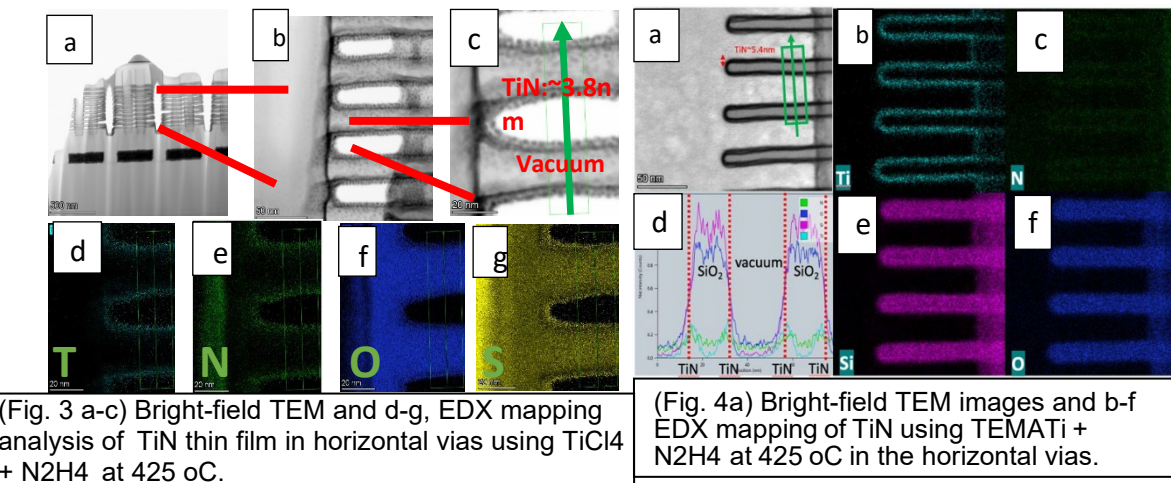 a
b
c
TiN:~3.8n
m
Vacuum
500 nm
50 nm
20 nm
d
e
f
g
T
N
O
S
20 nm
20 nm
20 nm
20 nm
(Fig. 3 a-c) Bright-field TEM and d-g, EDX mapping
analysis of TiN thin film in horizontal vias using TiCl4
+ N2H4 at 425 oC.
a
b
c
TiN~5.4nm
50 nm
Ti
N
d
e
f
SiO2
vacuum
SiO2
TiN
TiN
TiN
TiN
Si
O
(Fig. 4a) Bright-field TEM images and b-f
EDX mapping of TiN using TEMATi +
N2H4 at 425 oC in the horizontal vias.